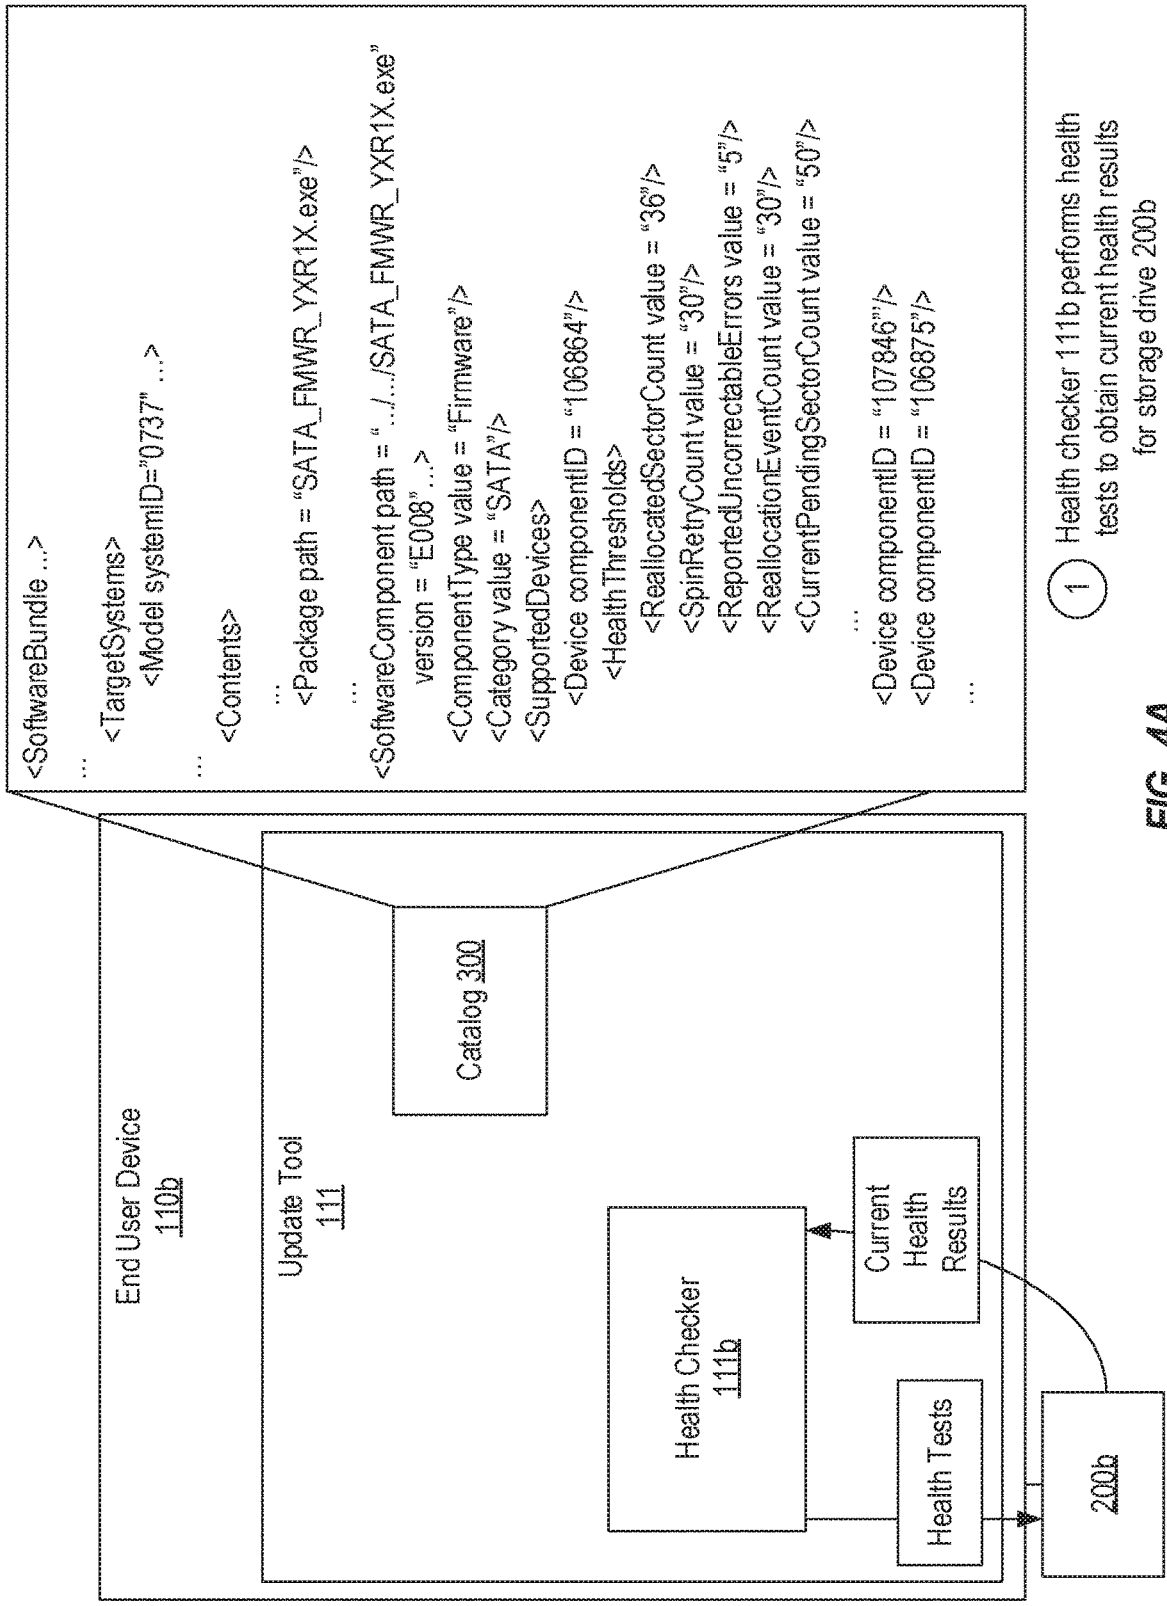 End User Device
110b
Update Tool
111
Health Checker
111b
Catalog 300
Health Tests
Current
Health
Results
200b
<SoftwareBundle ...>
...
<TargetSystems>
<Model systemID="0737" ...>
...
<Contents>
...
<Package path = “SATA_FMWR_YXR1X.exe”/>
...
<SoftwareComponent path = “../.../SATA_FMWR_YXR1X.exe”
version = “E008”...>
<ComponentType value = “Firmware”/>
<Category value = “SATA”/>
<SupportedDevices>
<Device componentID = “106864”/>
<HealthThresholds>
<ReallocatedSectorCount value = “36”/>
<SpinRetryCount value = “30”/>
<ReportedUncorrectableErrors value = “5”/>
<ReallocationEventCount value = “30”/>
<CurrentPendingSectorCount value = “50”/>
...
<Device componentID = “107846”’/>
<Device componentID = “106875”/>
...
1
Health checker 111b performs health
tests to obtain current health results
for storage drive 200b
FIG. 4A